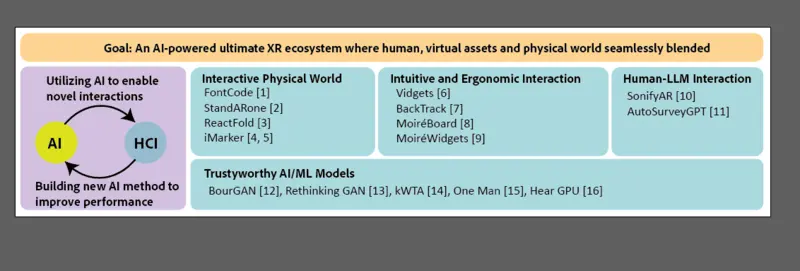 Goal: An AI-powered ultimate XR ecosystem where human, virtual assets and physical world seamlessly blended
Utilizing AI to enable
novel interactions
AI
HCI
Building new AI method to
improve performance
Interactive Physical World
FontCode [1]
StandARone [2]
ReactFold [3]
iMarker [4, 5]
Intuitive and Ergonomic Interaction
Vidgets [6]
BackTrack [7]
MoiréBoard [8]
MoiréWidgets [9]
Human-LLM Interaction
SonifyAR [10]
AutoSurveyGPT [11]
Trustyworthy AI/ML Models
BourGAN [12], Rethinking GAN [13], kWTA [14], One Man [15], Hear GPU [16]